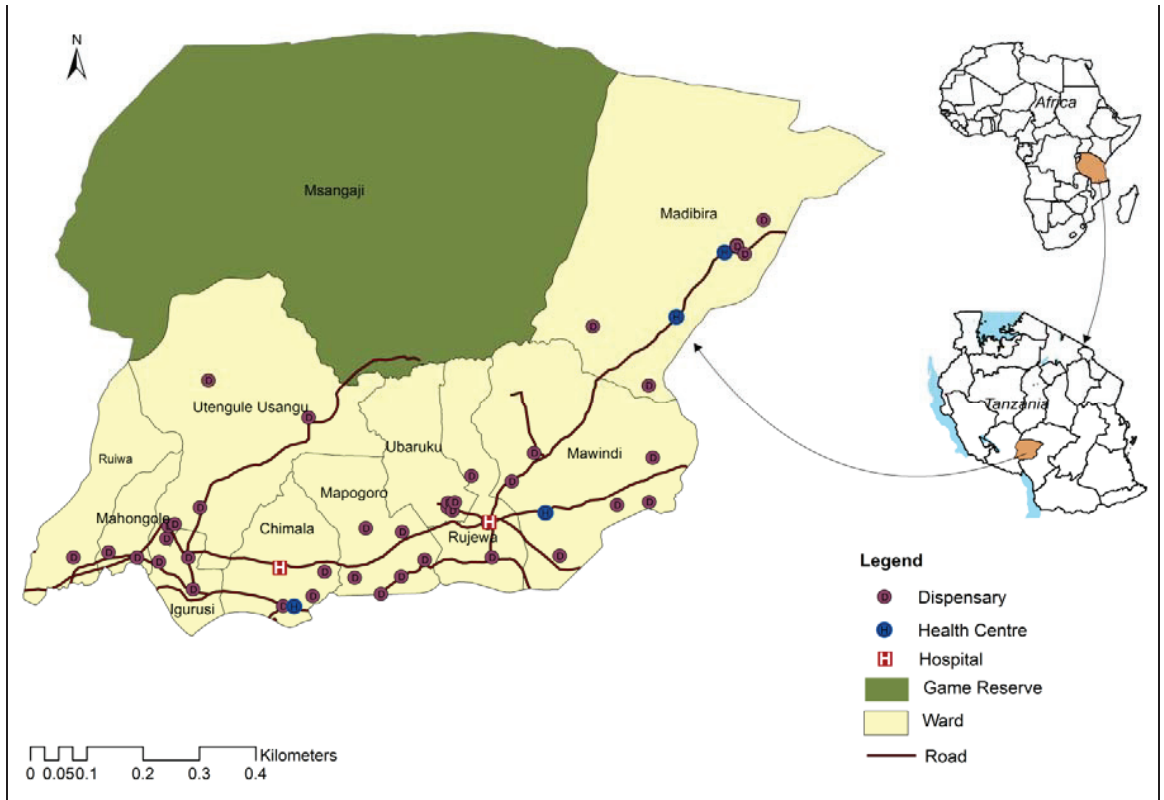 N
Africa
Msangaji
Madibira
Utengule Usangu
Tanzania
Ubaruku
Mawindi
Ruiwa
Mapogoro
Mahongole
Chimala
Rujewa
Igurusi
Legend
D Dispensary
H Health Centre
H Hospital
Game Reserve
Ward
Road
Kilometers
0 0.050.1 0.2 0.3 0.4